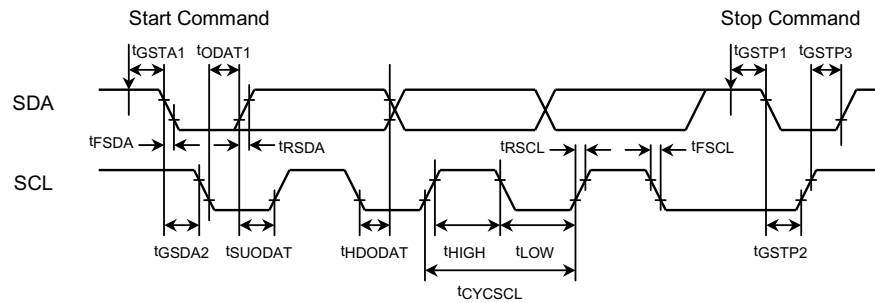 Start Command Stop Command
tGSTA1 tODAT1 tGSTP1 tGSTP3
SDA
tFSDA tRSDA tRSCL tFSCL
SCL
tGSDA2 tSUODAT tHDODAT tHIGH tLOW tGSTP2
tCYCSCL